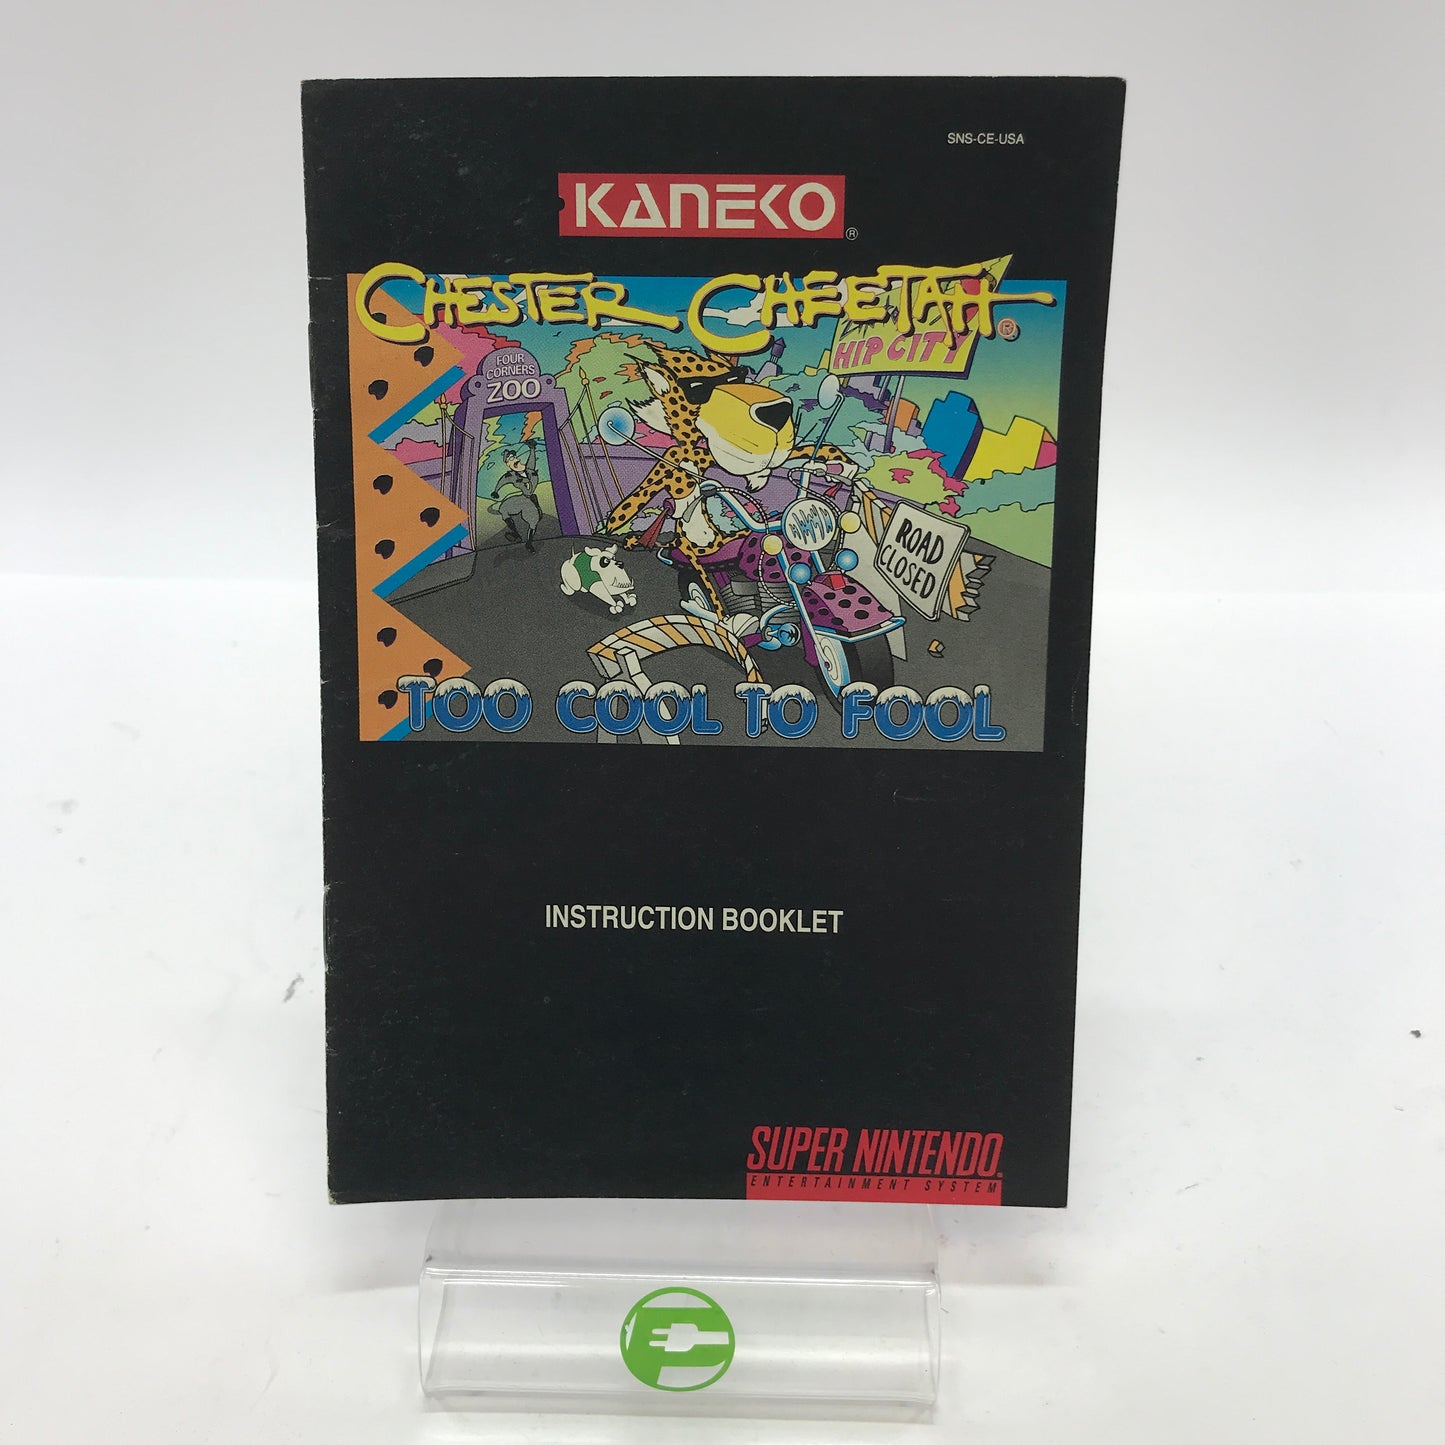 SNS-CE-USA
KANEKO ®
CHESTER CHEETAH ®
HIP CITY
FOUR
CORNERS
ZOO
ROAD
CLOSED
TOO COOL TO FOOL
INSTRUCTION BOOKLET
SUPER NINTENDO
ENTERTAINMENT SYSTEM